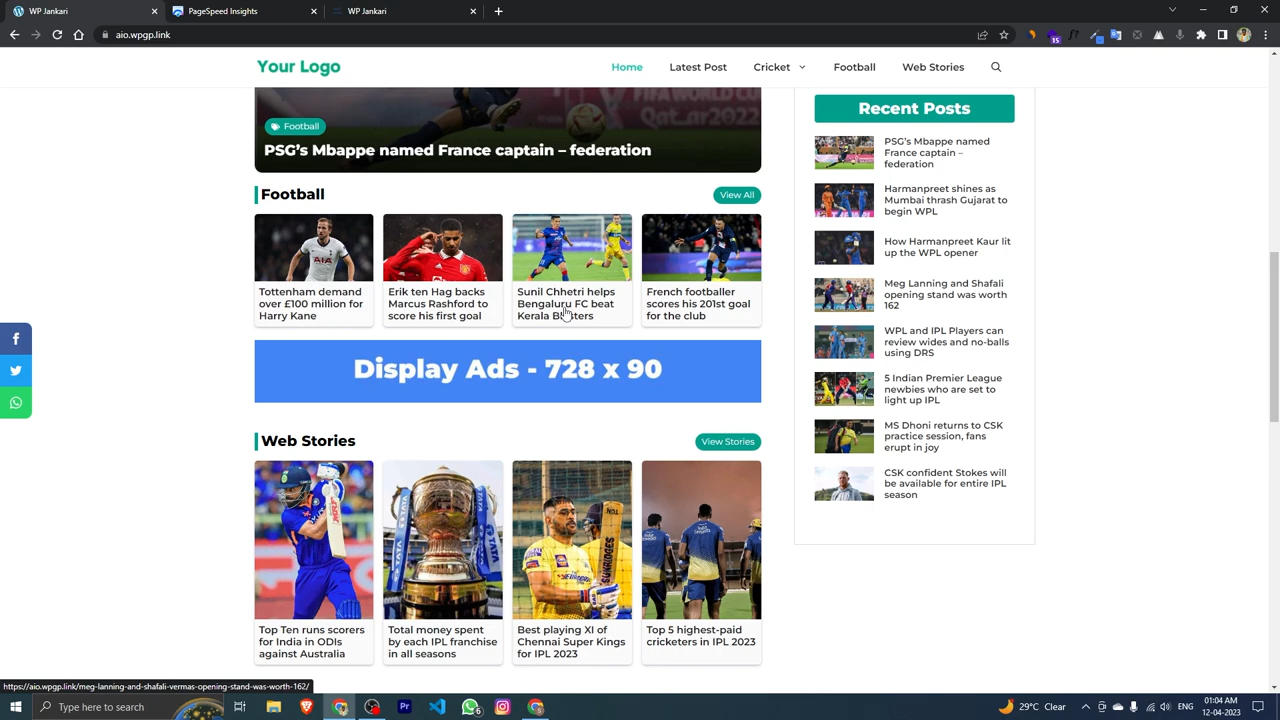 WP Jankari
PageSpeed Insights
WP Jankari
aio.wpgp.link
15
Your Logo
Home
Latest Post
Cricket
Football
Web Stories
Football
PSG's Mbappe named France captain – federation
Football
View All
Tottenham demand
over £100 million for
Harry Kane
Erik ten Hag backs
Marcus Rashford to
score his first goal
Sunil Chhetri helps
Bengaluru FC beat
Kerala
French footballer
scores his 201st goal
for the club
Display Ads - 728 x 90
Web Stories
View Stories
Top Ten runs scorers
for India in ODIs
against Australia
Total money spent
by each IPL franchise
in all seasons
Best playing XI of
Chennai Super Kings
for IPL 2023
Top 5 highest-paid
cricketers in IPL 2023
Recent Posts
PSG's Mbappe named
France captain –
federation
Harmanpreet shines as
Mumbai thrash Gujarat to
begin WPL
How Harmanpreet Kaur lit
up the WPL opener
Meg Lanning and Shafali
opening stand was worth
162
WPL and IPL Players can
review wides and no-balls
using DRS
5 Indian Premier League
newbies who are set to
light up IPL
MS Dhoni returns to CSK
practice session, fans
erupt in joy
CSK confident Stokes will
be available for entire IPL
season
https://aio.wpgp.link/meg-lanning-and-shafali-vermas-opening-stand-was-worth-162/
Type here to search
29°C Clear
ENG
01:04 AM
12-04-2023